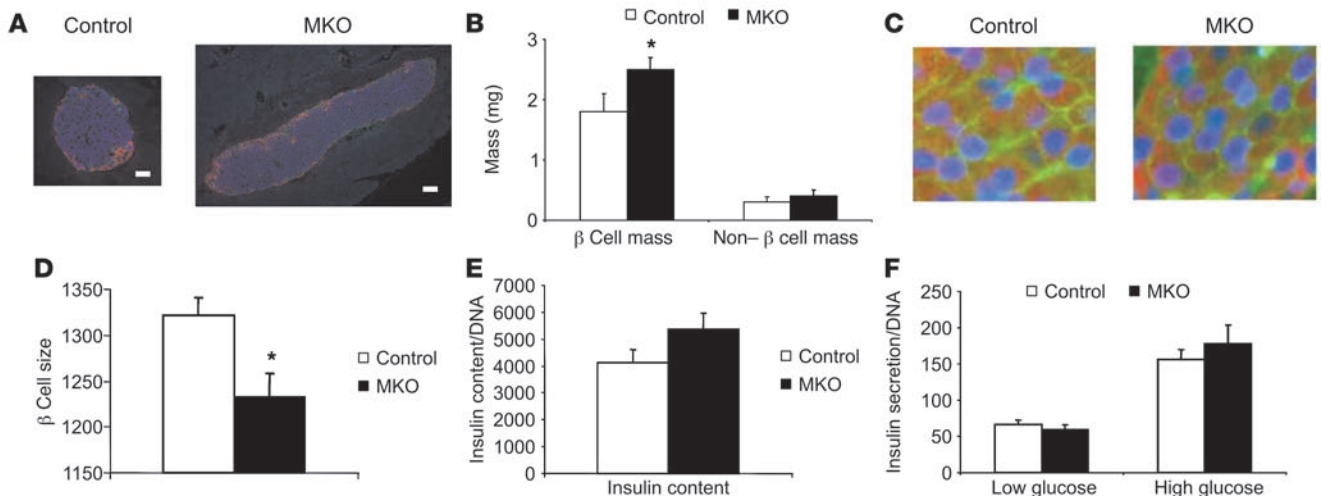 A
Control
MKO
B
Control
MKO
Mass (mg)
3
2
1
0
*
β Cell mass
Non– β cell mass
C
Control
MKO
D
β Cell size
1350
1300
1250
1200
1150
*
Control
MKO
E
Insulin content/DNA
7000
6000
5000
4000
3000
2000
1000
0
Control
MKO
Insulin content
F
Insulin secretion/DNA
250
200
150
100
50
0
Control
MKO
Low glucose
High glucose